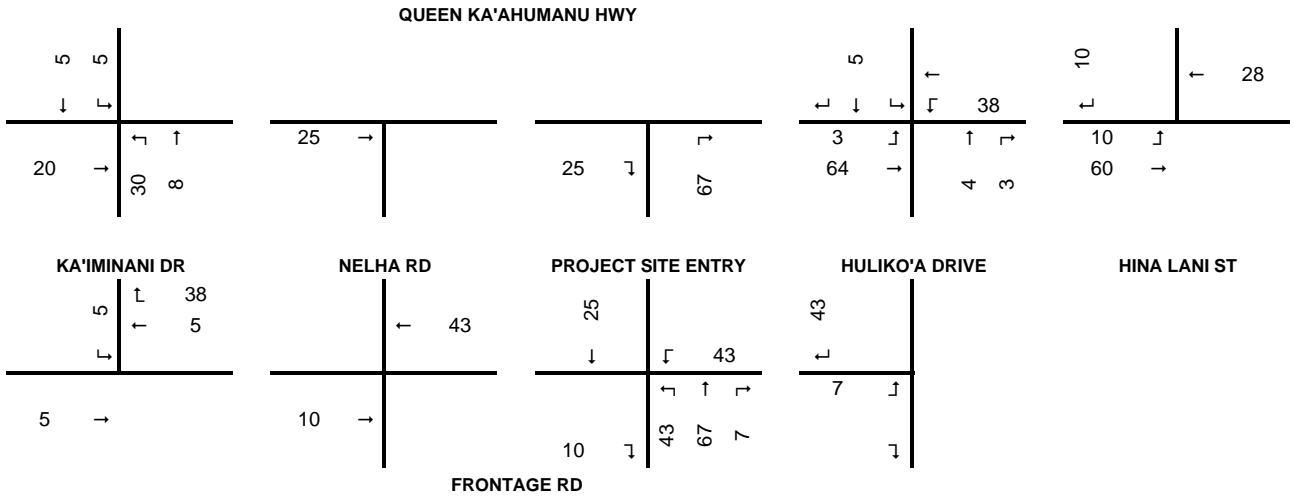 QUEEN KA'AHUMANU HWY
5 5 5 10
← 28
↓ ↳ ← ↓ ↳ 38 ←
25 → 3 10
20 → 25 64 → 60 →
30 8 67 4 3
KA'IMINANI DR NELHA RD PROJECT SITE ENTRY HULIKO'A DRIVE HINA LANI ST
38
5 ← 5 ← 43 25 43
↓ 43
7
5 → 10 → 43 67 7
10
FRONTAGE RD